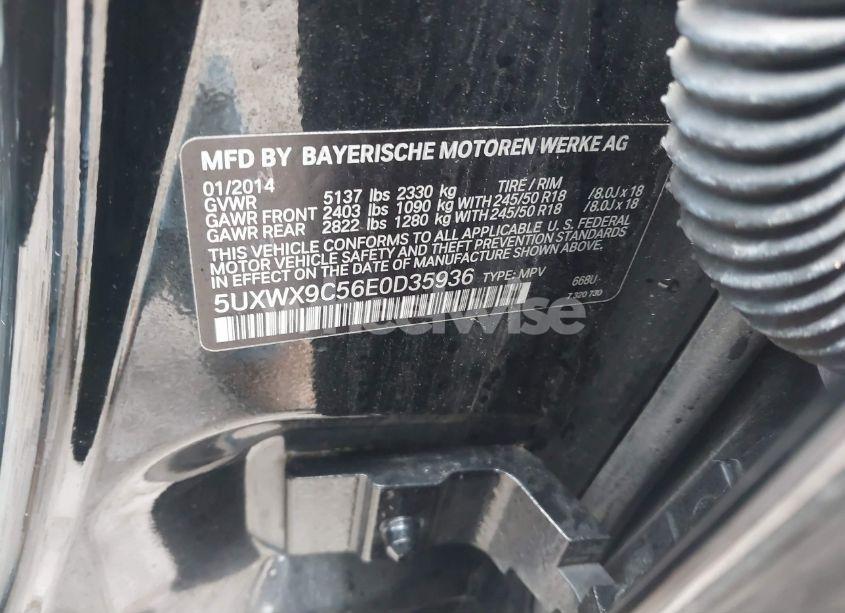 MFD BY BAYERISCHE MOTOREN WERKE AG
01/2014 TIRE / RIM
GVWR 5137 lbs 2330 kg
GAWR FRONT 2403 lbs 1090 kg WITH 245/50 R18 /8.0J x 18
GAWR REAR 2822 lbs 1280 kg WITH 245/50 R18 /8.0J x 18
THIS VEHICLE CONFORMS TO ALL APPLICABLE U. S. FEDERAL
MOTOR VEHICLE SAFETY AND THEFT PREVENTION STANDARDS
IN EFFECT ON THE DATE OF MANUFACTURE SHOWN ABOVE.
5UXWX9C56E0D35936 TYPE: MPV 668U-
7 320 730